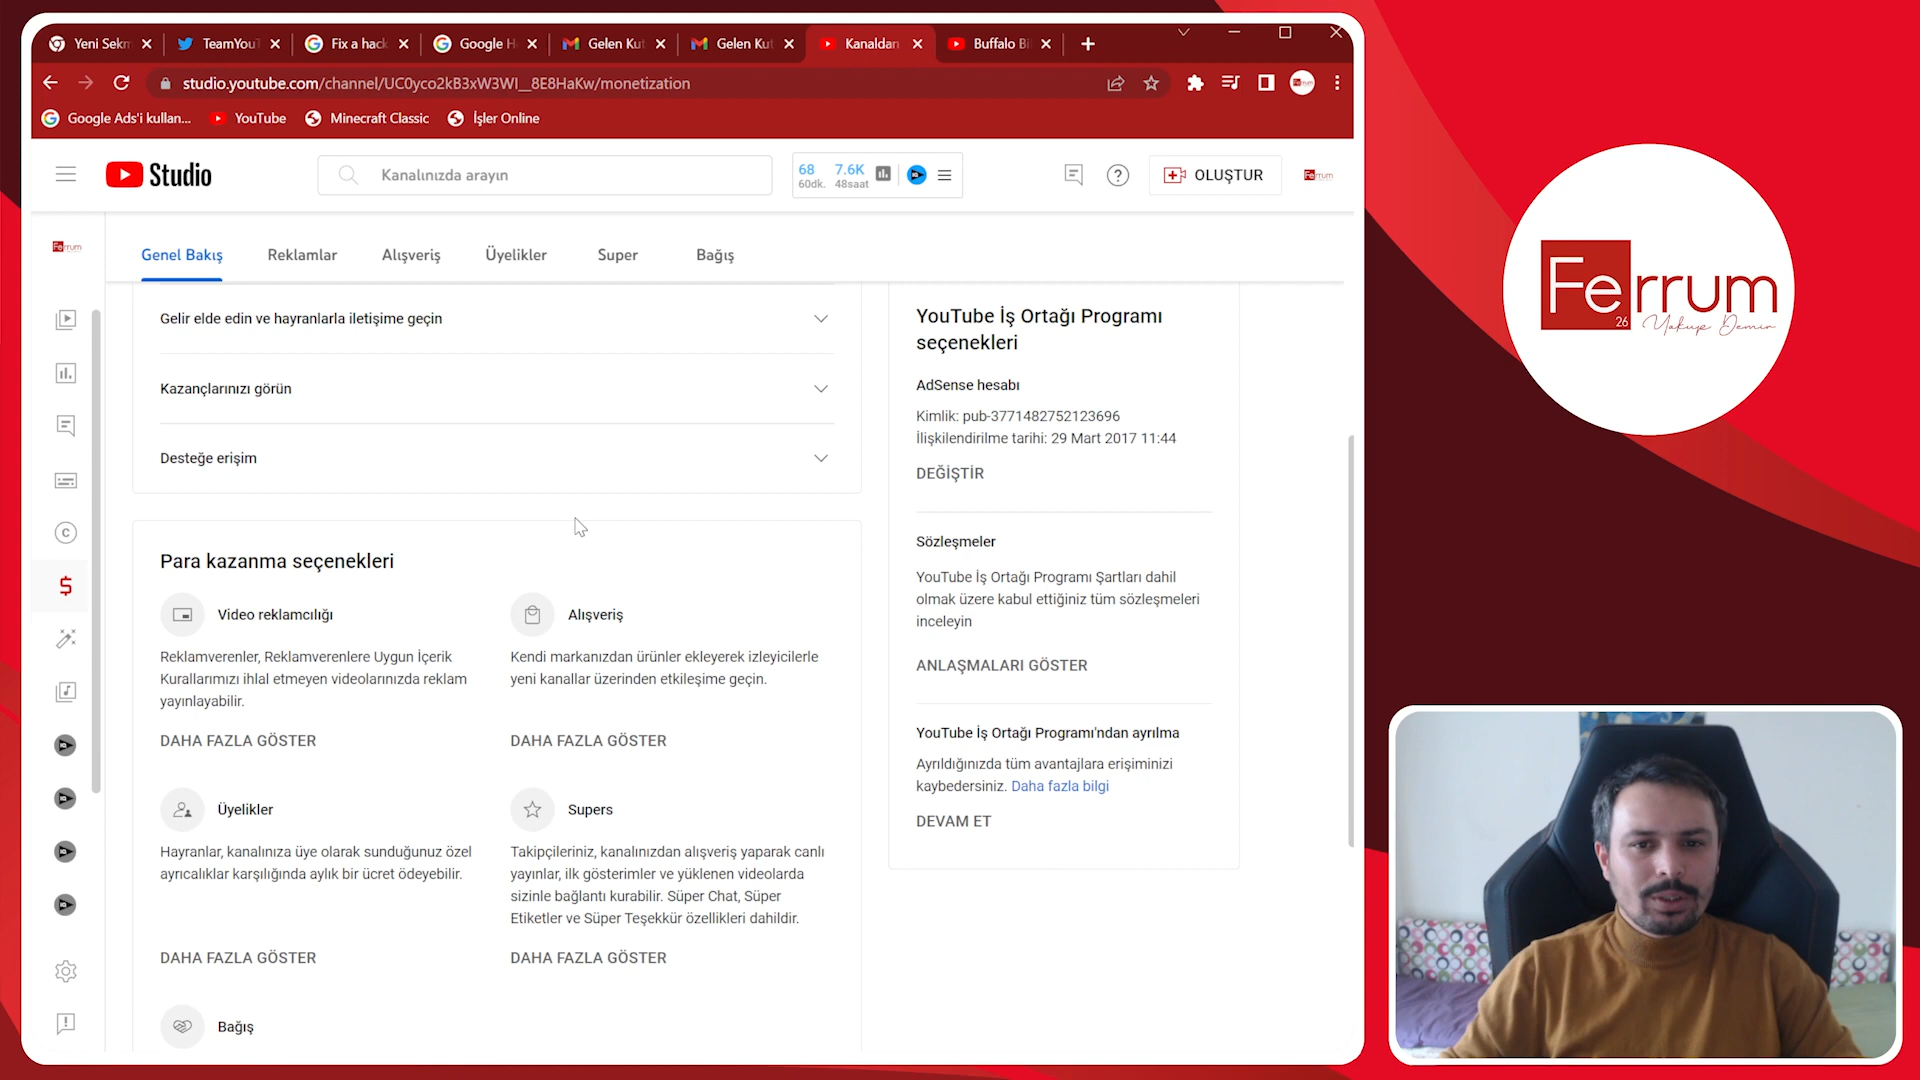 Yeni Sekm
TeamYouT
Fix a hack
Google H
Gelen Kut
Gelen Kut
Kanaldan
Buffalo Bi
studio.youtube.com/channel/UC0yco2kB3xW3WI__8E8HaKw/monetization
Google Ads'i kullan...
YouTube
Minecraft Classic
İşler Online
Studio
Kanalınızda arayın
68
60dk.
7.6K
48saat
OLUŞTUR
Ferrum
Ferrum
Genel Bakış
Reklamlar
Alışveriş
Üyelikler
Super
Bağış
Gelir elde edin ve hayranlarla iletişime geçin
Kazançlarınızı görün
Desteğe erişim
Para kazanma seçenekleri
Video reklamcılığı
Reklamverenler, Reklamverenlere Uygun İçerik
Kurallarımızı ihlal etmeyen videolarınızda reklam
yayınlayabilir.
DAHA FAZLA GÖSTER
Alışveriş
Kendi markanızdan ürünler ekleyerek izleyicilerle
yeni kanallar üzerinden etkileşime geçin.
DAHA FAZLA GÖSTER
Üyelikler
Hayranlar, kanalınıza üye olarak sunduğunuz özel
ayrıcalıklar karşılığında aylık bir ücret ödeyebilir.
DAHA FAZLA GÖSTER
Supers
Takipçileriniz, kanalınızdan alışveriş yaparak canlı
yayınlar, ilk gösterimler ve yüklenen videolarda
sizinle bağlantı kurabilir. Süper Chat, Süper
Etiketler ve Süper Teşekkür özellikleri dahildir.
DAHA FAZLA GÖSTER
Bağış
YouTube İş Ortağı Programı
seçenekleri
AdSense hesabı
Kimlik: pub-3771482752123696
İlişkilendirilme tarihi: 29 Mart 2017 11:44
DEĞİŞTİR
Sözleşmeler
YouTube İş Ortağı Programı Şartları dahil
olmak üzere kabul ettiğiniz tüm sözleşmeleri
inceleyin
ANLAŞMALARI GÖSTER
YouTube İş Ortağı Programı'ndan ayrılma
Ayrıldığınızda tüm avantajlara erişiminizi
kaybedersiniz. Daha fazla bilgi
DEVAM ET
Ferrum
26
Yakup Demir